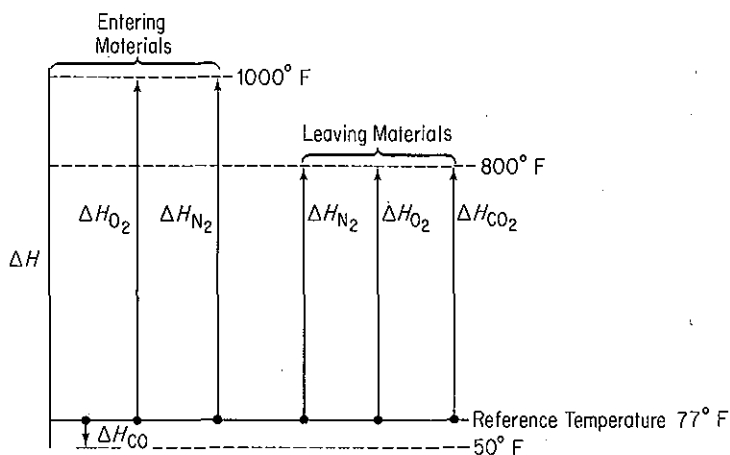 Entering
Materials
1000° F
Leaving Materials
800° F
ΔH_O₂
ΔH_N₂
ΔH_N₂
ΔH_O₂
ΔH_CO₂
ΔH
Reference Temperature 77° F
ΔH_CO
50° F